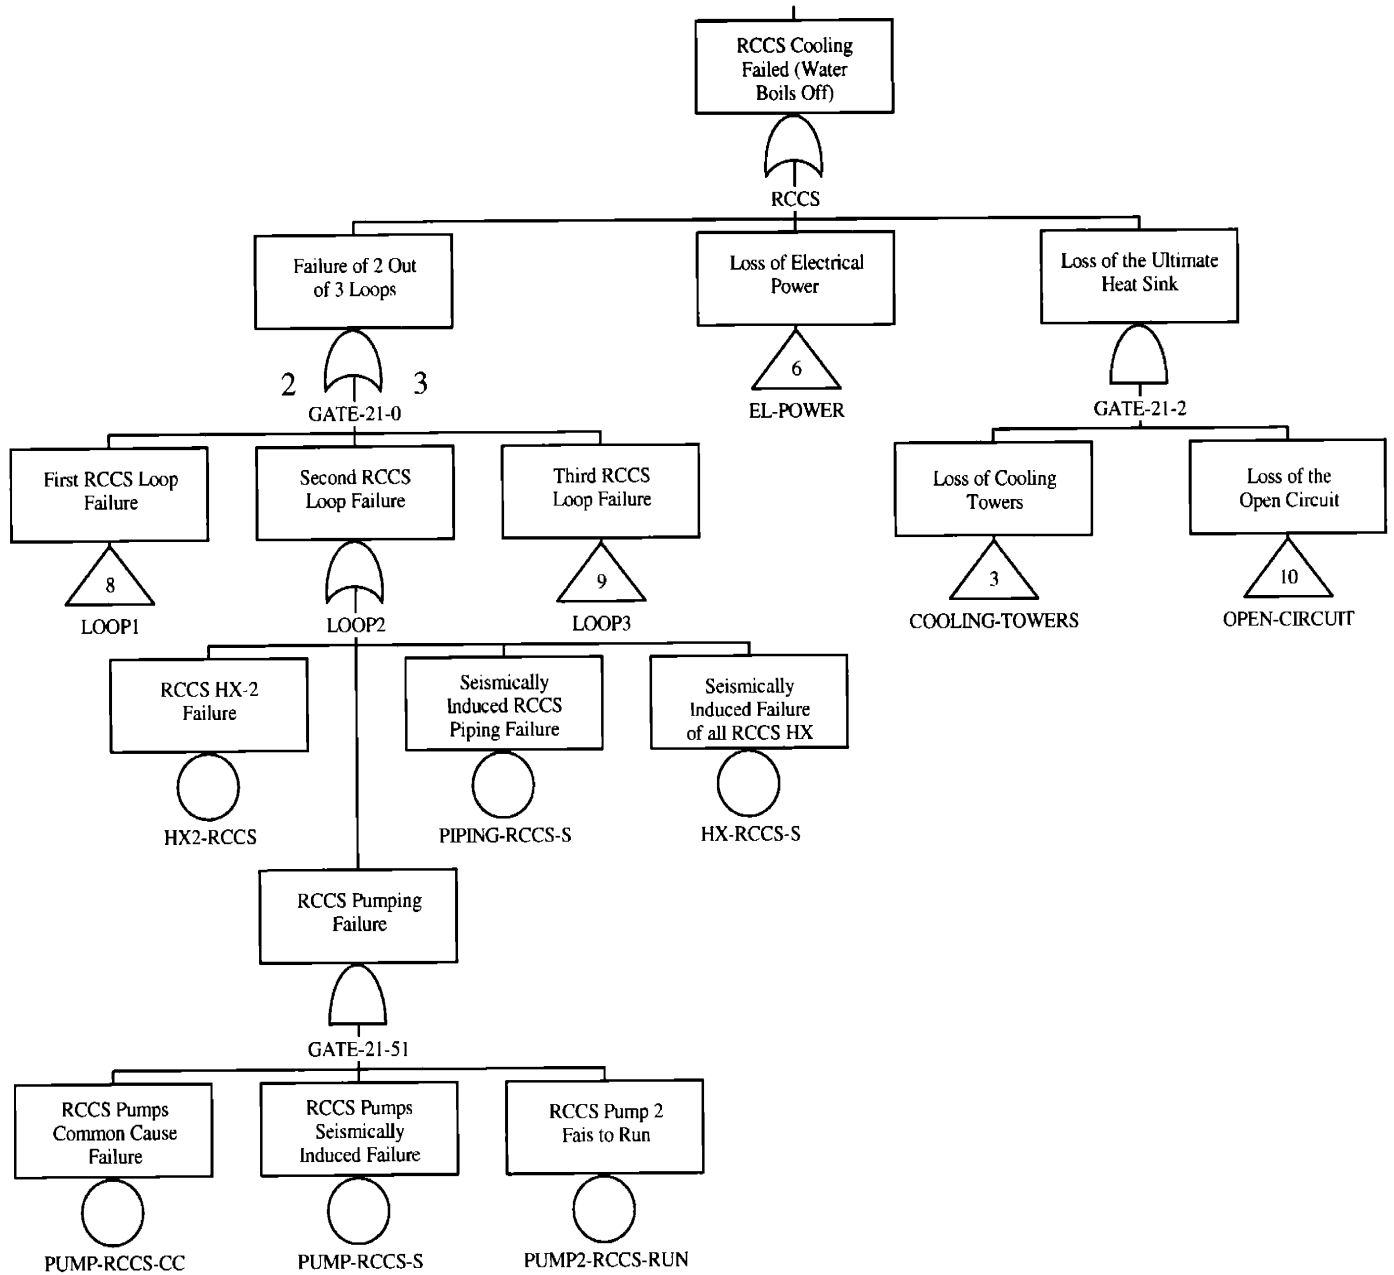 RCCS Cooling
Failed (Water
Boils Off)
RCCS
Failure of 2 Out
of 3 Loops
Loss of Electrical
Power
Loss of the Ultimate
Heat Sink
2
3
6
GATE-21-0
EL-POWER
GATE-21-2
First RCCS Loop
Failure
Second RCCS
Loop Failure
Third RCCS
Loop Failure
Loss of Cooling
Towers
Loss of the
Open Circuit
8
9
3
10
LOOP1
LOOP2
LOOP3
COOLING-TOWERS
OPEN-CIRCUIT
RCCS HX-2
Failure
Seismically
Induced RCCS
Piping Failure
Seismically
Induced Failure
of all RCCS HX
HX2-RCCS
PIPING-RCCS-S
HX-RCCS-S
RCCS Pumping
Failure
GATE-21-51
RCCS Pumps
Common Cause
Failure
RCCS Pumps
Seismically
Induced Failure
RCCS Pump 2
Fais to Run
PUMP-RCCS-CC
PUMP-RCCS-S
PUMP2-RCCS-RUN